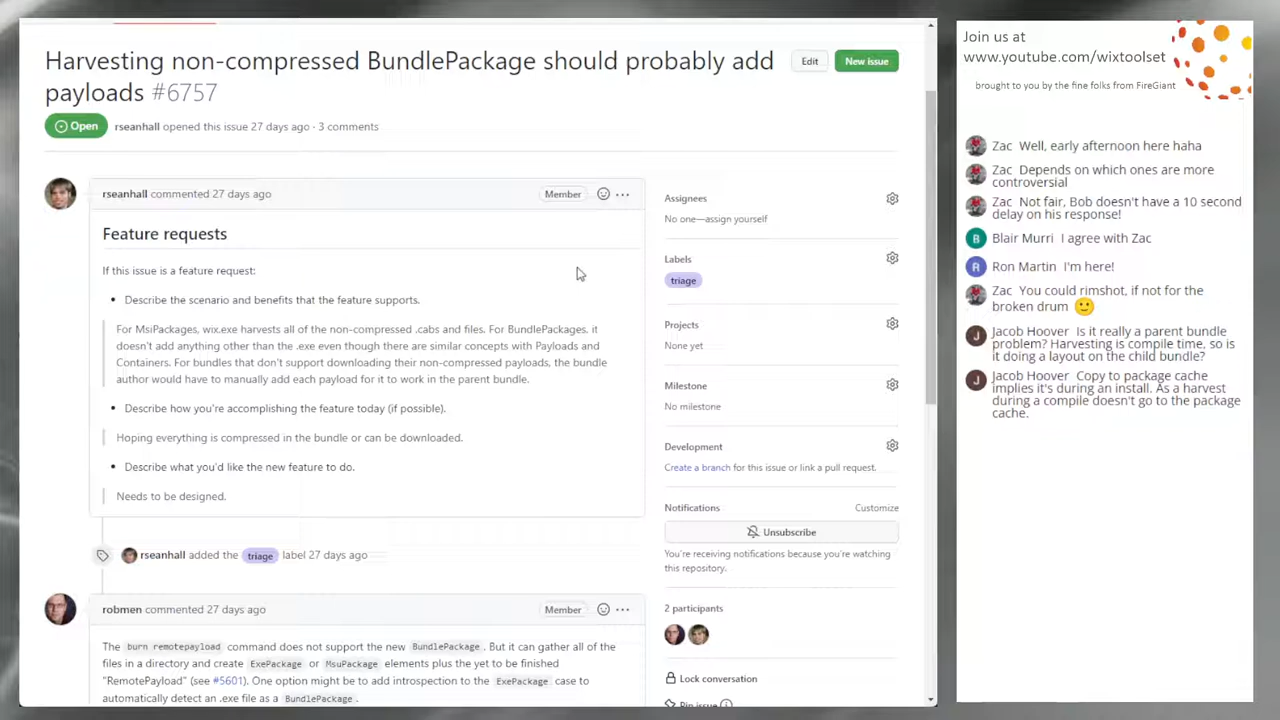 Harvesting non-compressed BundlePackage should probably add
payloads #6757
Edit
New issue
Open
rseanhall opened this issue 27 days ago · 3 comments
rseanhall commented 27 days ago
Member
Feature requests
If this issue is a feature request:
• Describe the scenario and benefits that the feature supports.
For MsiPackages, wix.exe harvests all of the non-compressed .cabs and files. For BundlePackages, it
doesn't add anything other than the .exe even though there are similar concepts with Payloads and
Containers. For bundles that don't support downloading their non-compressed payloads, the bundle
author would have to manually add each payload for it to work in the parent bundle.
• Describe how you're accomplishing the feature today (if possible).
Hoping everything is compressed in the bundle or can be downloaded.
• Describe what you'd like the new feature to do.
Needs to be designed.
rseanhall added the triage label 27 days ago
robmen commented 27 days ago
Member
The burn remotepayload command does not support the new BundlePackage. But it can gather all of the
files in a directory and create ExePackage or MsuPackage elements plus the yet to be finished
"RemotePayload" (see #5601). One option might be to add introspection to the ExePackage case to
automatically detect an .exe file as a BundlePackage.
Assignees
No one—assign yourself
Labels
triage
Projects
None yet
Milestone
No milestone
Development
Create a branch for this issue or link a pull request.
Notifications
Customize
Unsubscribe
You're receiving notifications because you're watching
this repository.
2 participants
Lock conversation
Pin issue
Join us at
www.youtube.com/wixtoolset
brought to you by the fine folks from FireGiant
Zac Well, early afternoon here haha
Zac Depends on which ones are more
controversial
Zac Not fair, Bob doesn't have a 10 second
delay on his response!
B
Blair Murri I agree with Zac
R
Ron Martin I'm here!
Zac You could rimshot, if not for the
broken drum 🙂
J
Jacob Hoover Is it really a parent bundle
problem? Harvesting is compile time, so is
it doing a layout on the child bundle?
J
Jacob Hoover Copy to package cache
implies it's during an install. As a harvest
during a compile doesn't go to the package
cache.